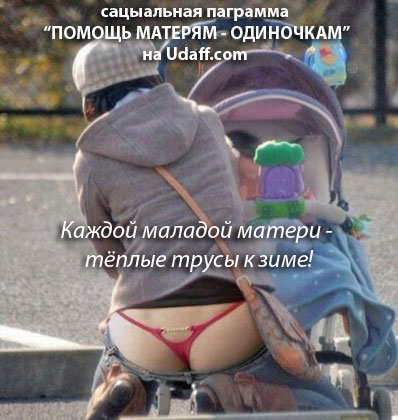 сацыальная паграмма
“ПОМОЩЬ МАТЕРЯМ - ОДИНОЧКАМ”
на Udaff.com
Каждой маладой матери -
тёплые трусы к зиме!